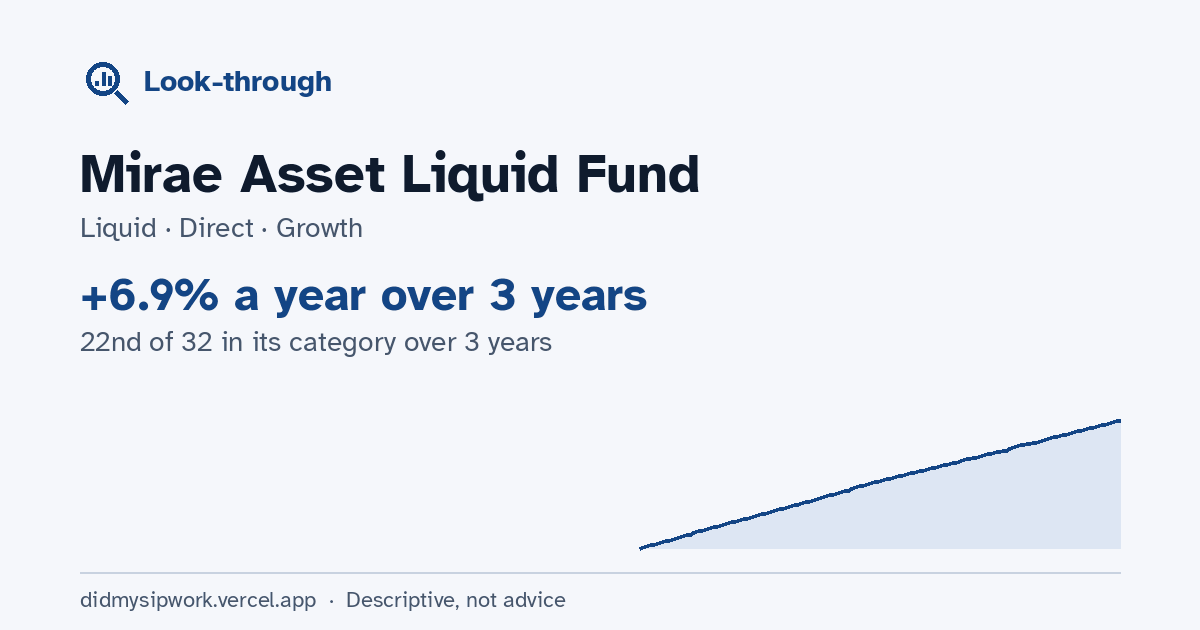 Look-through
Mirae Asset Liquid Fund
Liquid · Direct · Growth
+6.9% a year over 3 years
22nd of 32 in its category over 3 years
didmysipwork.vercel.app · Descriptive, not advice